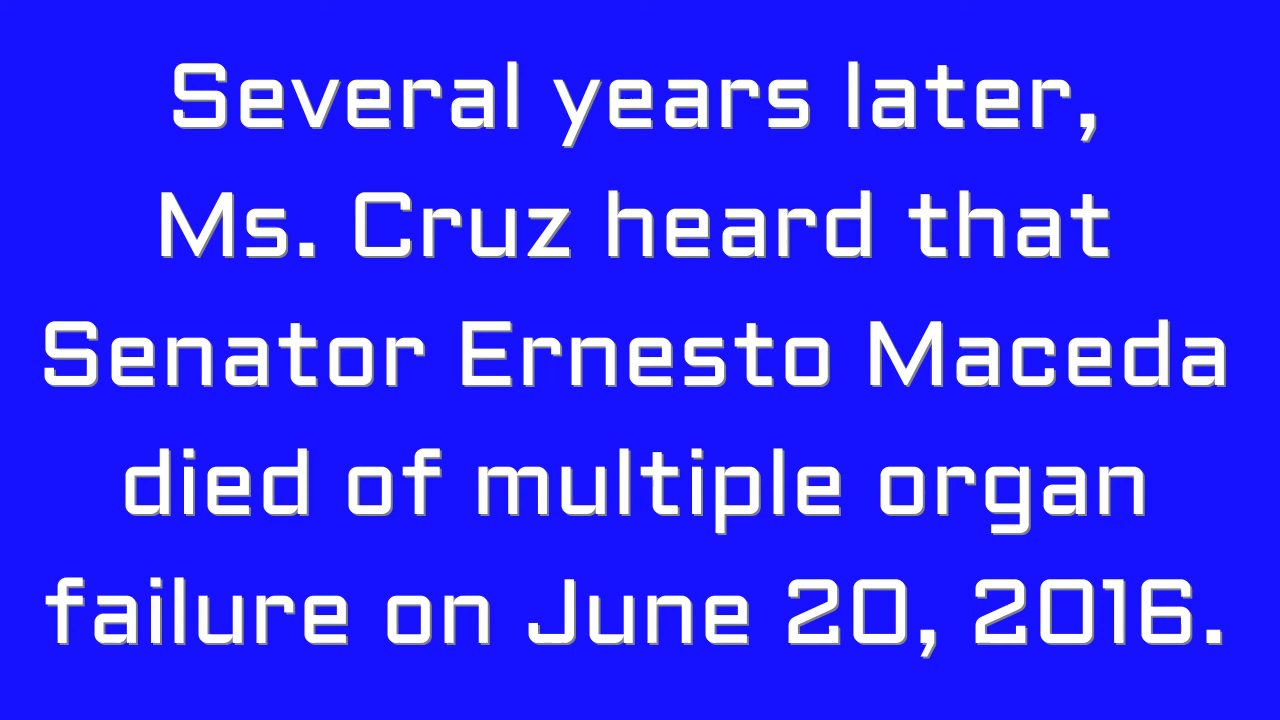 Several years later,
Ms. Cruz heard that
Senator Ernesto Maceda
died of multiple organ
failure on June 20, 2016.